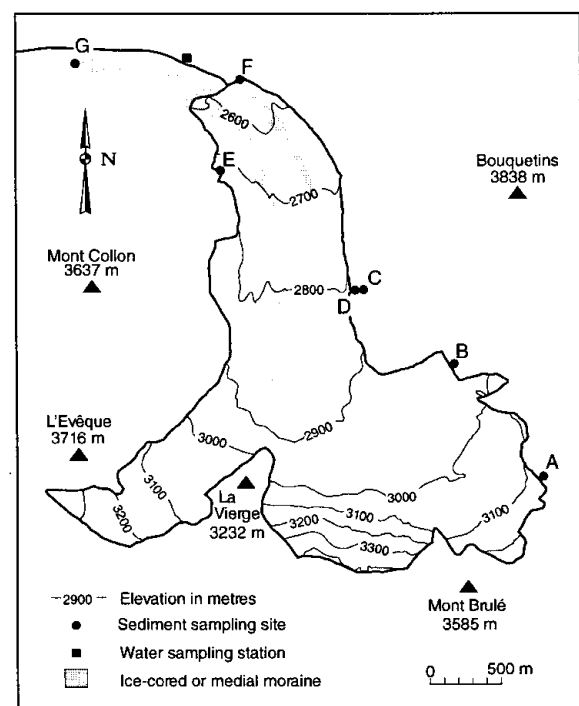 G
F
2600
N
E
Bouquetins
3838 m
2700
Mont Collon
3637 m
2800
C
D
B
L'Evêque
3716 m
3000
2900
A
3100
3200
La
Vierge
3232 m
3000
3100
3200
3300
3100
Mont Brulé
3585 m
2900 Elevation in metres
Sediment sampling site
Water sampling station
Ice-cored or medial moraine
0 500 m